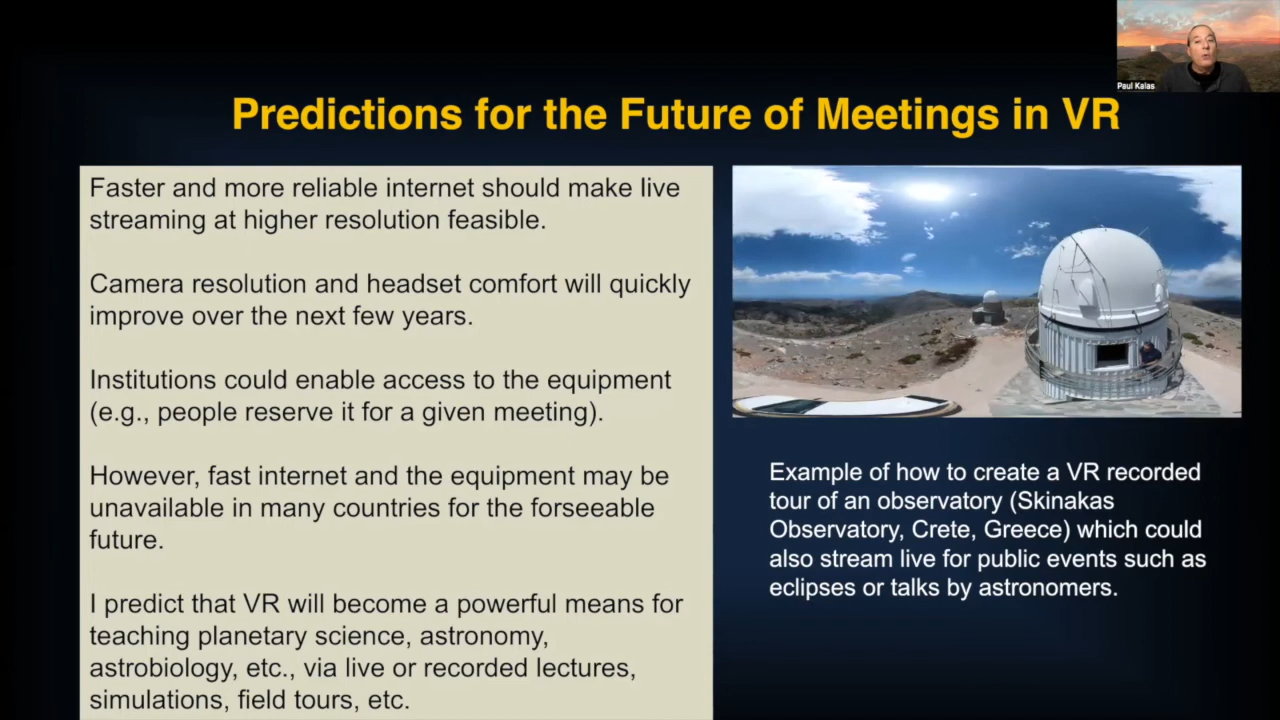 Paul Kalas
Predictions for the Future of Meetings in VR
Faster and more reliable internet should make live
streaming at higher resolution feasible.
Camera resolution and headset comfort will quickly
improve over the next few years.
Institutions could enable access to the equipment
(e.g., people reserve it for a given meeting).
However, fast internet and the equipment may be
unavailable in many countries for the forseeable
future.
I predict that VR will become a powerful means for
teaching planetary science, astronomy,
astrobiology, etc., via live or recorded lectures,
simulations, field tours, etc.
Example of how to create a VR recorded
tour of an observatory (Skinakas
Observatory, Crete, Greece) which could
also stream live for public events such as
eclipses or talks by astronomers.